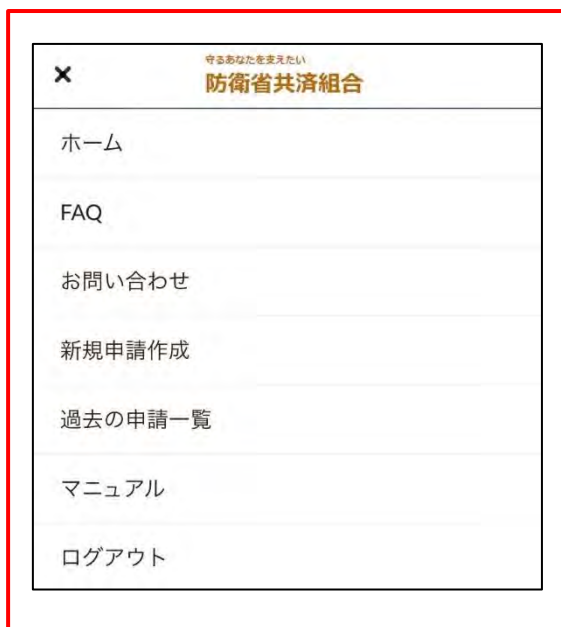 守るあなたを支えたい
× 防衛省共済組合
ホーム
FAQ
お問い合わせ
新規申請作成
過去の申請一覧
マニュアル
ログアウト